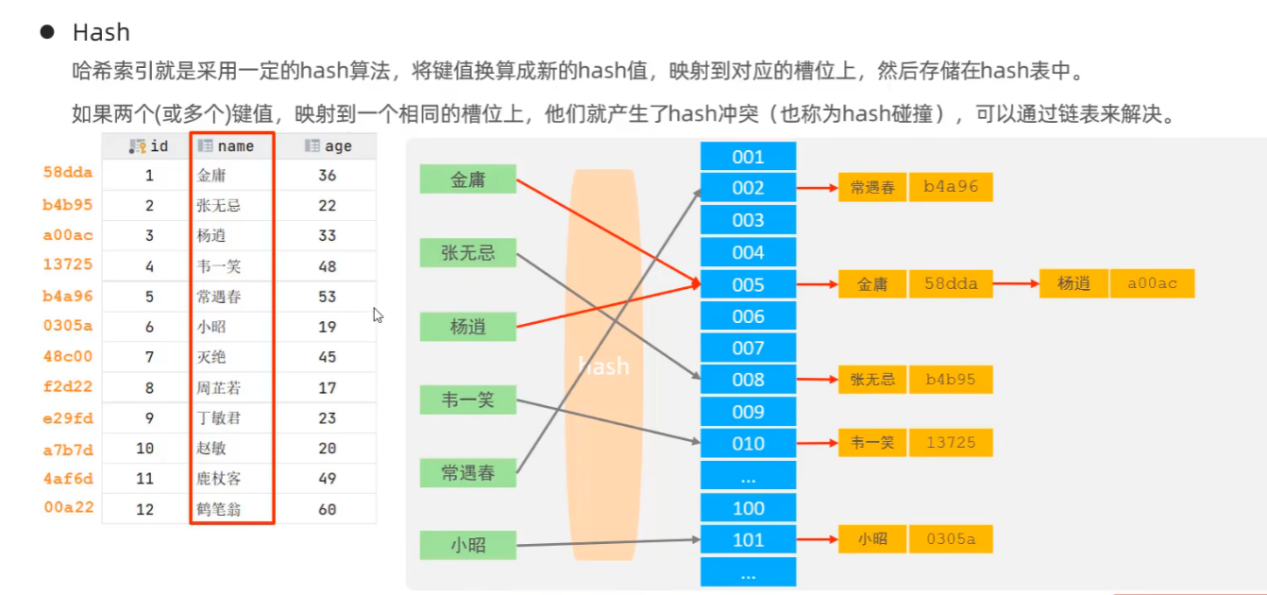 ● Hash
哈希索引就是采用一定的hash算法，将键值换算成新的hash值，映射到对应的槽位上，然后存储在hash表中。
如果两个(或多个)键值，映射到一个相同的槽位上，他们就产生了hash冲突（也称为hash碰撞），可以通过链表来解决。
id name age
58dda 1 金庸 36
b4b95 2 张无忌 22
a00ac 3 杨逍 33
13725 4 韦一笑 48
b4a96 5 常遇春 53
0305a 6 小昭 19
48c00 7 灭绝 45
f2d22 8 周芷若 17
e29fd 9 丁敏君 23
a7b7d 10 赵敏 20
4af6d 11 鹿杖客 49
00a22 12 鹤笔翁 60
金庸
张无忌
杨逍
韦一笑
常遇春
小昭
hash
001
002 常遇春 b4a96
003
004
005 金庸 58dda 杨逍 a00ac
006
007
008 张无忌 b4b95
009
010 韦一笑 13725
...
100
101 小昭 0305a
...